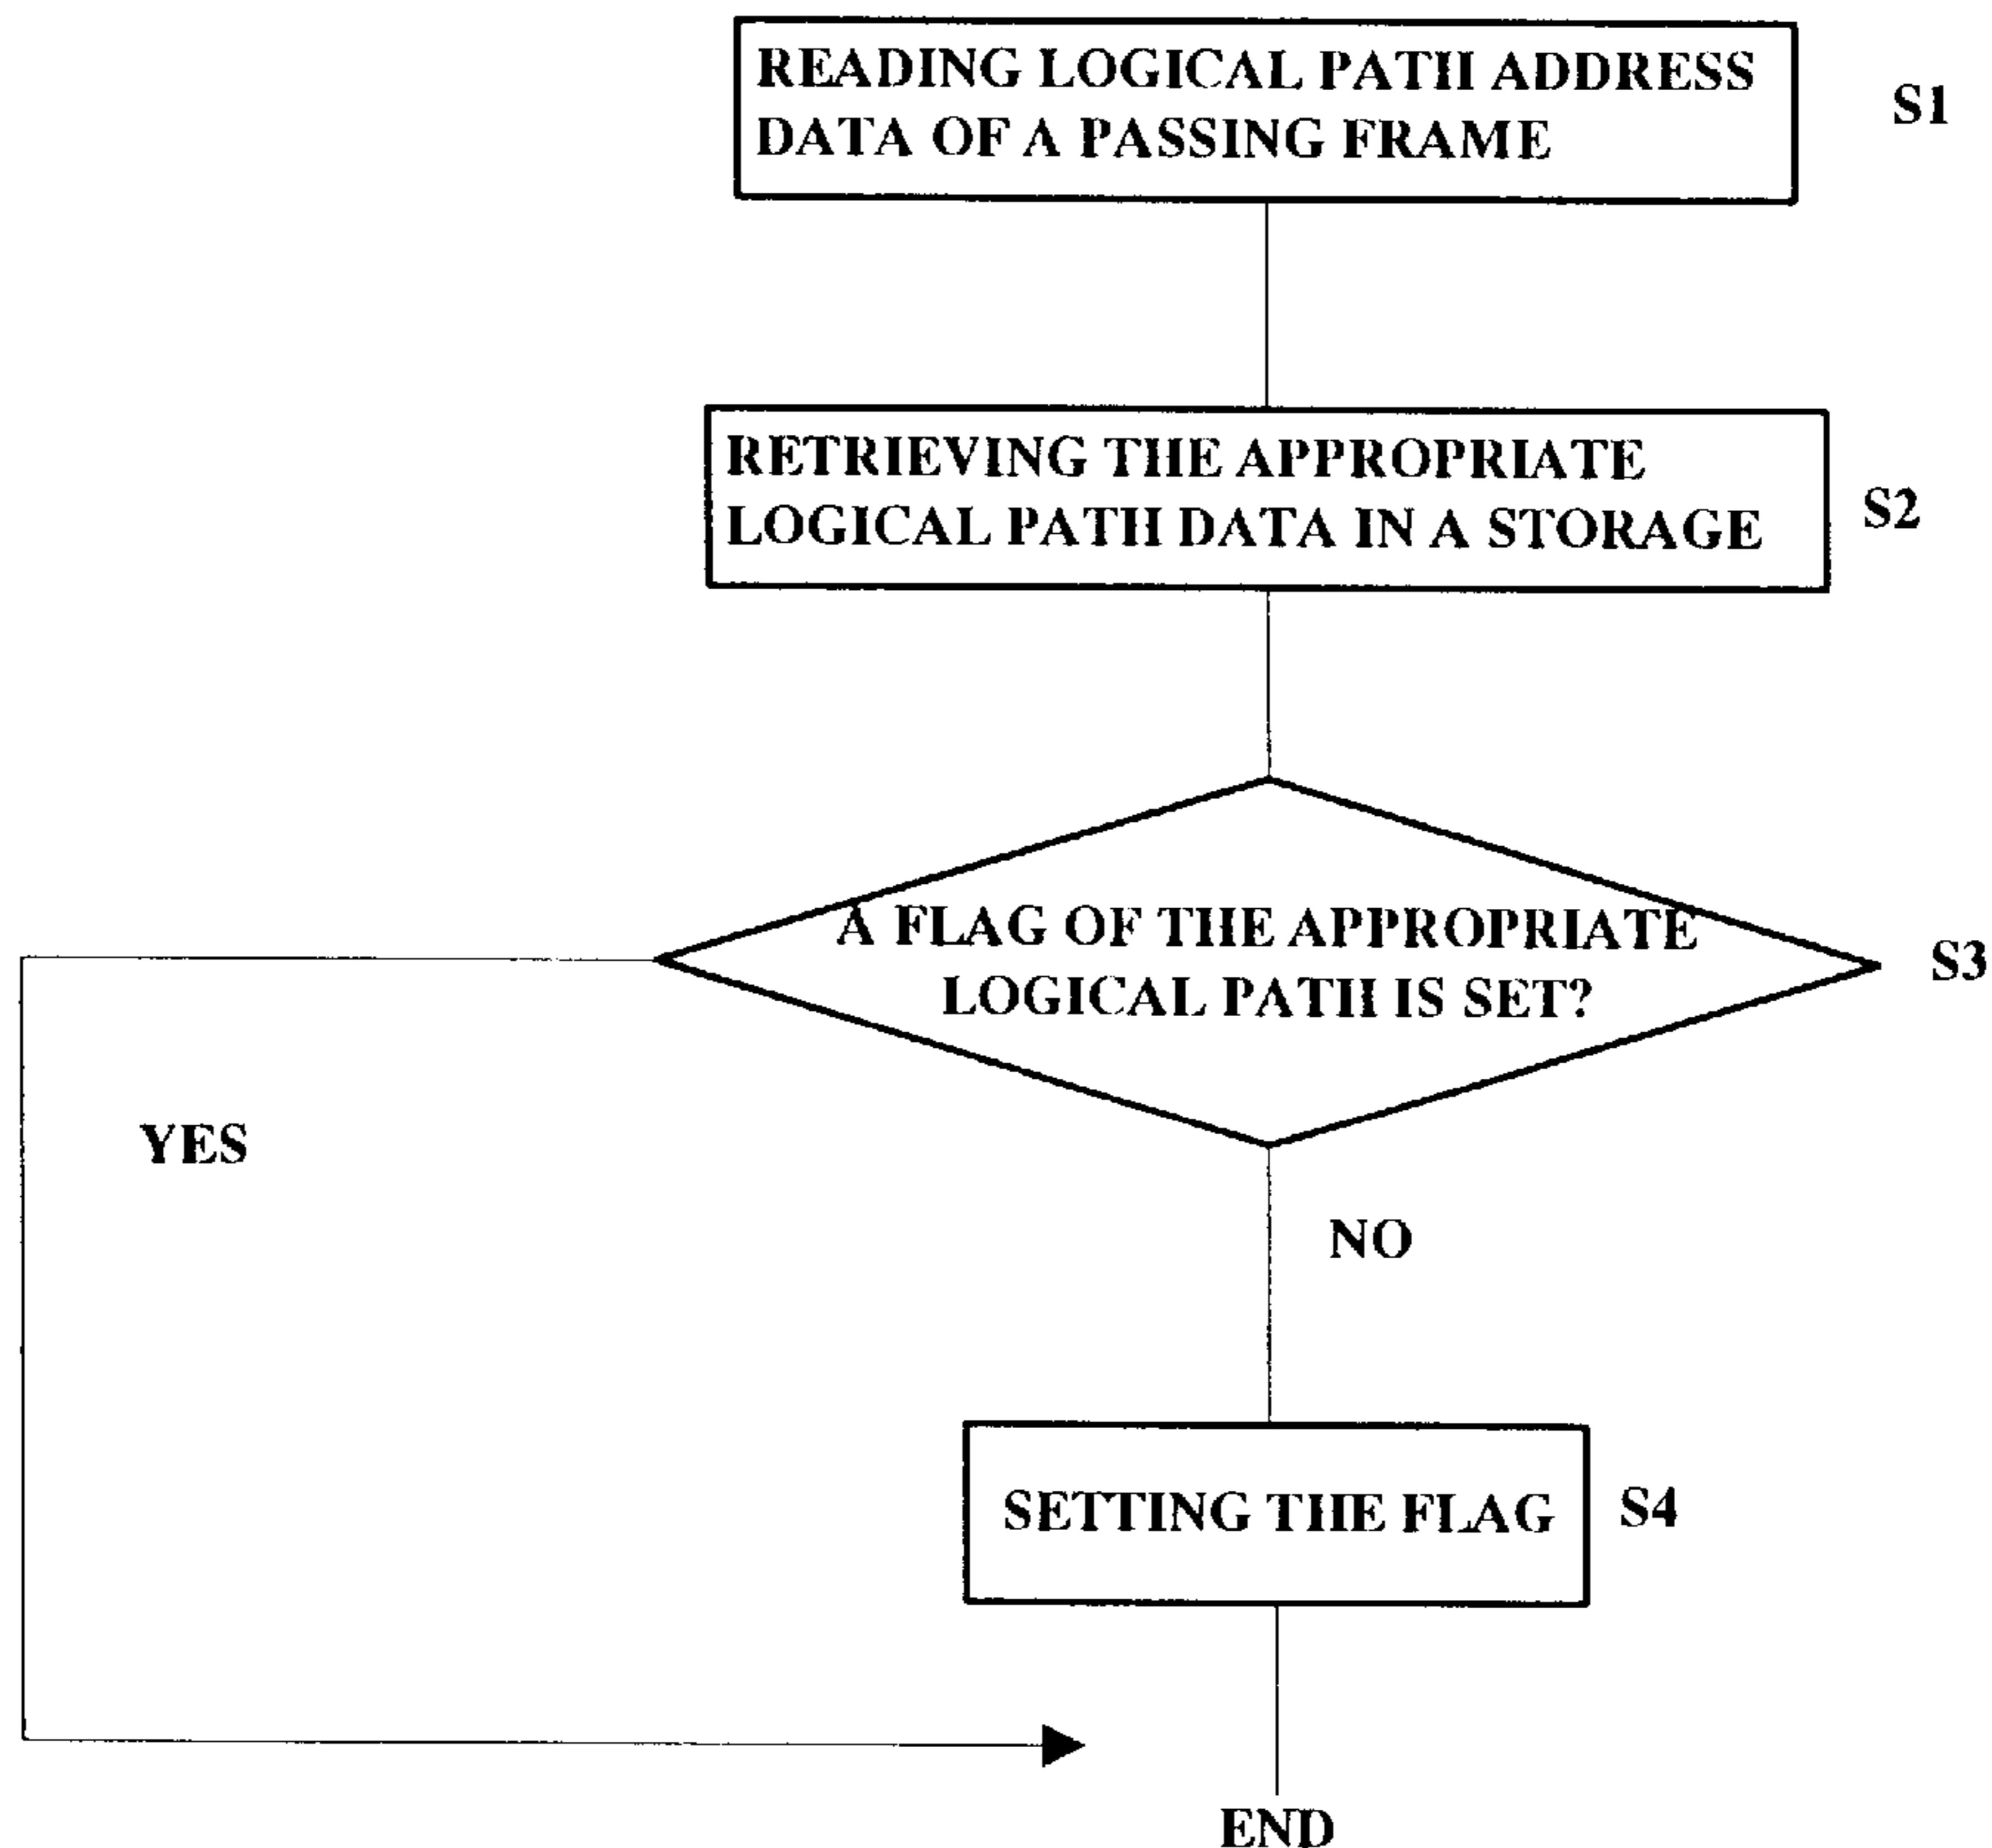 READING LOGICAL PATH ADDRESS
DATA OF A PASSING FRAME
S1
RETRIEVING THE APPROPRIATE
LOGICAL PATH DATA IN A STORAGE
S2
A FLAG OF THE APPROPRIATE
LOGICAL PATH IS SET?
S3
YES
NO
SETTING THE FLAG
S4
END